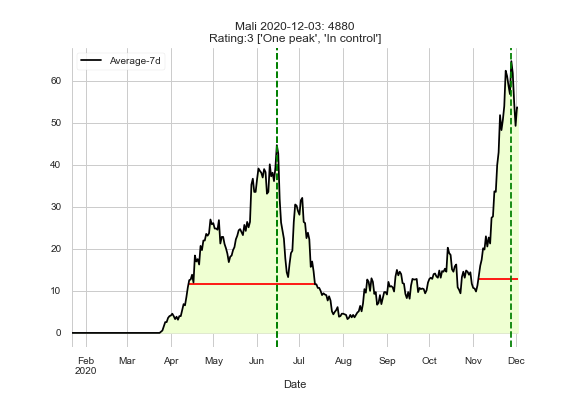 Mali 2020-12-03: 4880
Rating:3 ['One peak', 'In control']
Average-7d
60
50
40
30
20
10
0
Feb Mar Apr May Jun Jul Aug Sep Oct Nov Dec
2020
Date